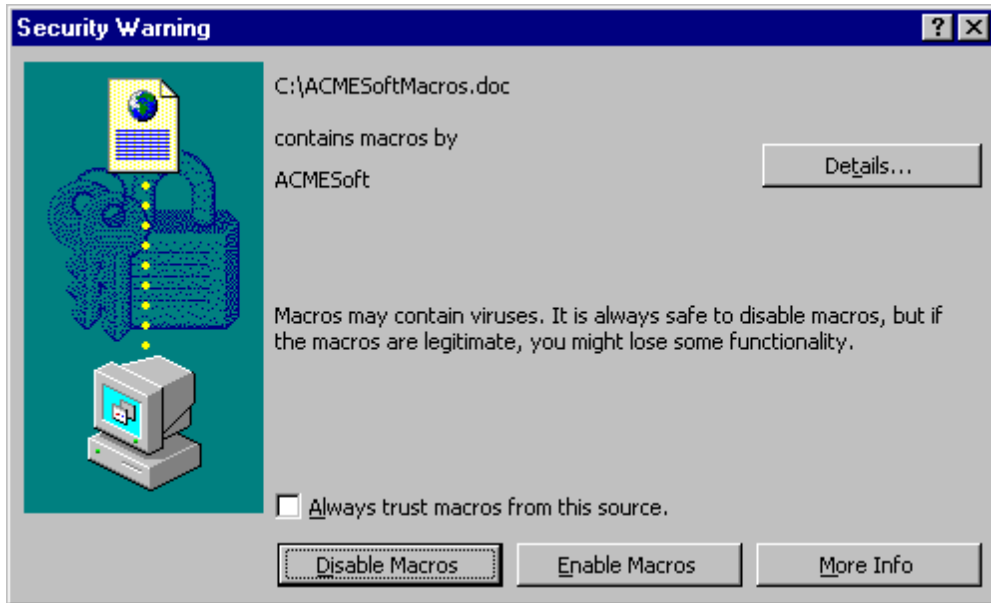 Security Warning
C:\ACMESoftMacros.doc
contains macros by
Details...
ACMESoft
Macros may contain viruses. It is always safe to disable macros, but if
the macros are legitimate, you might lose some functionality.
Always trust macros from this source.
Disable Macros
Enable Macros
More Info